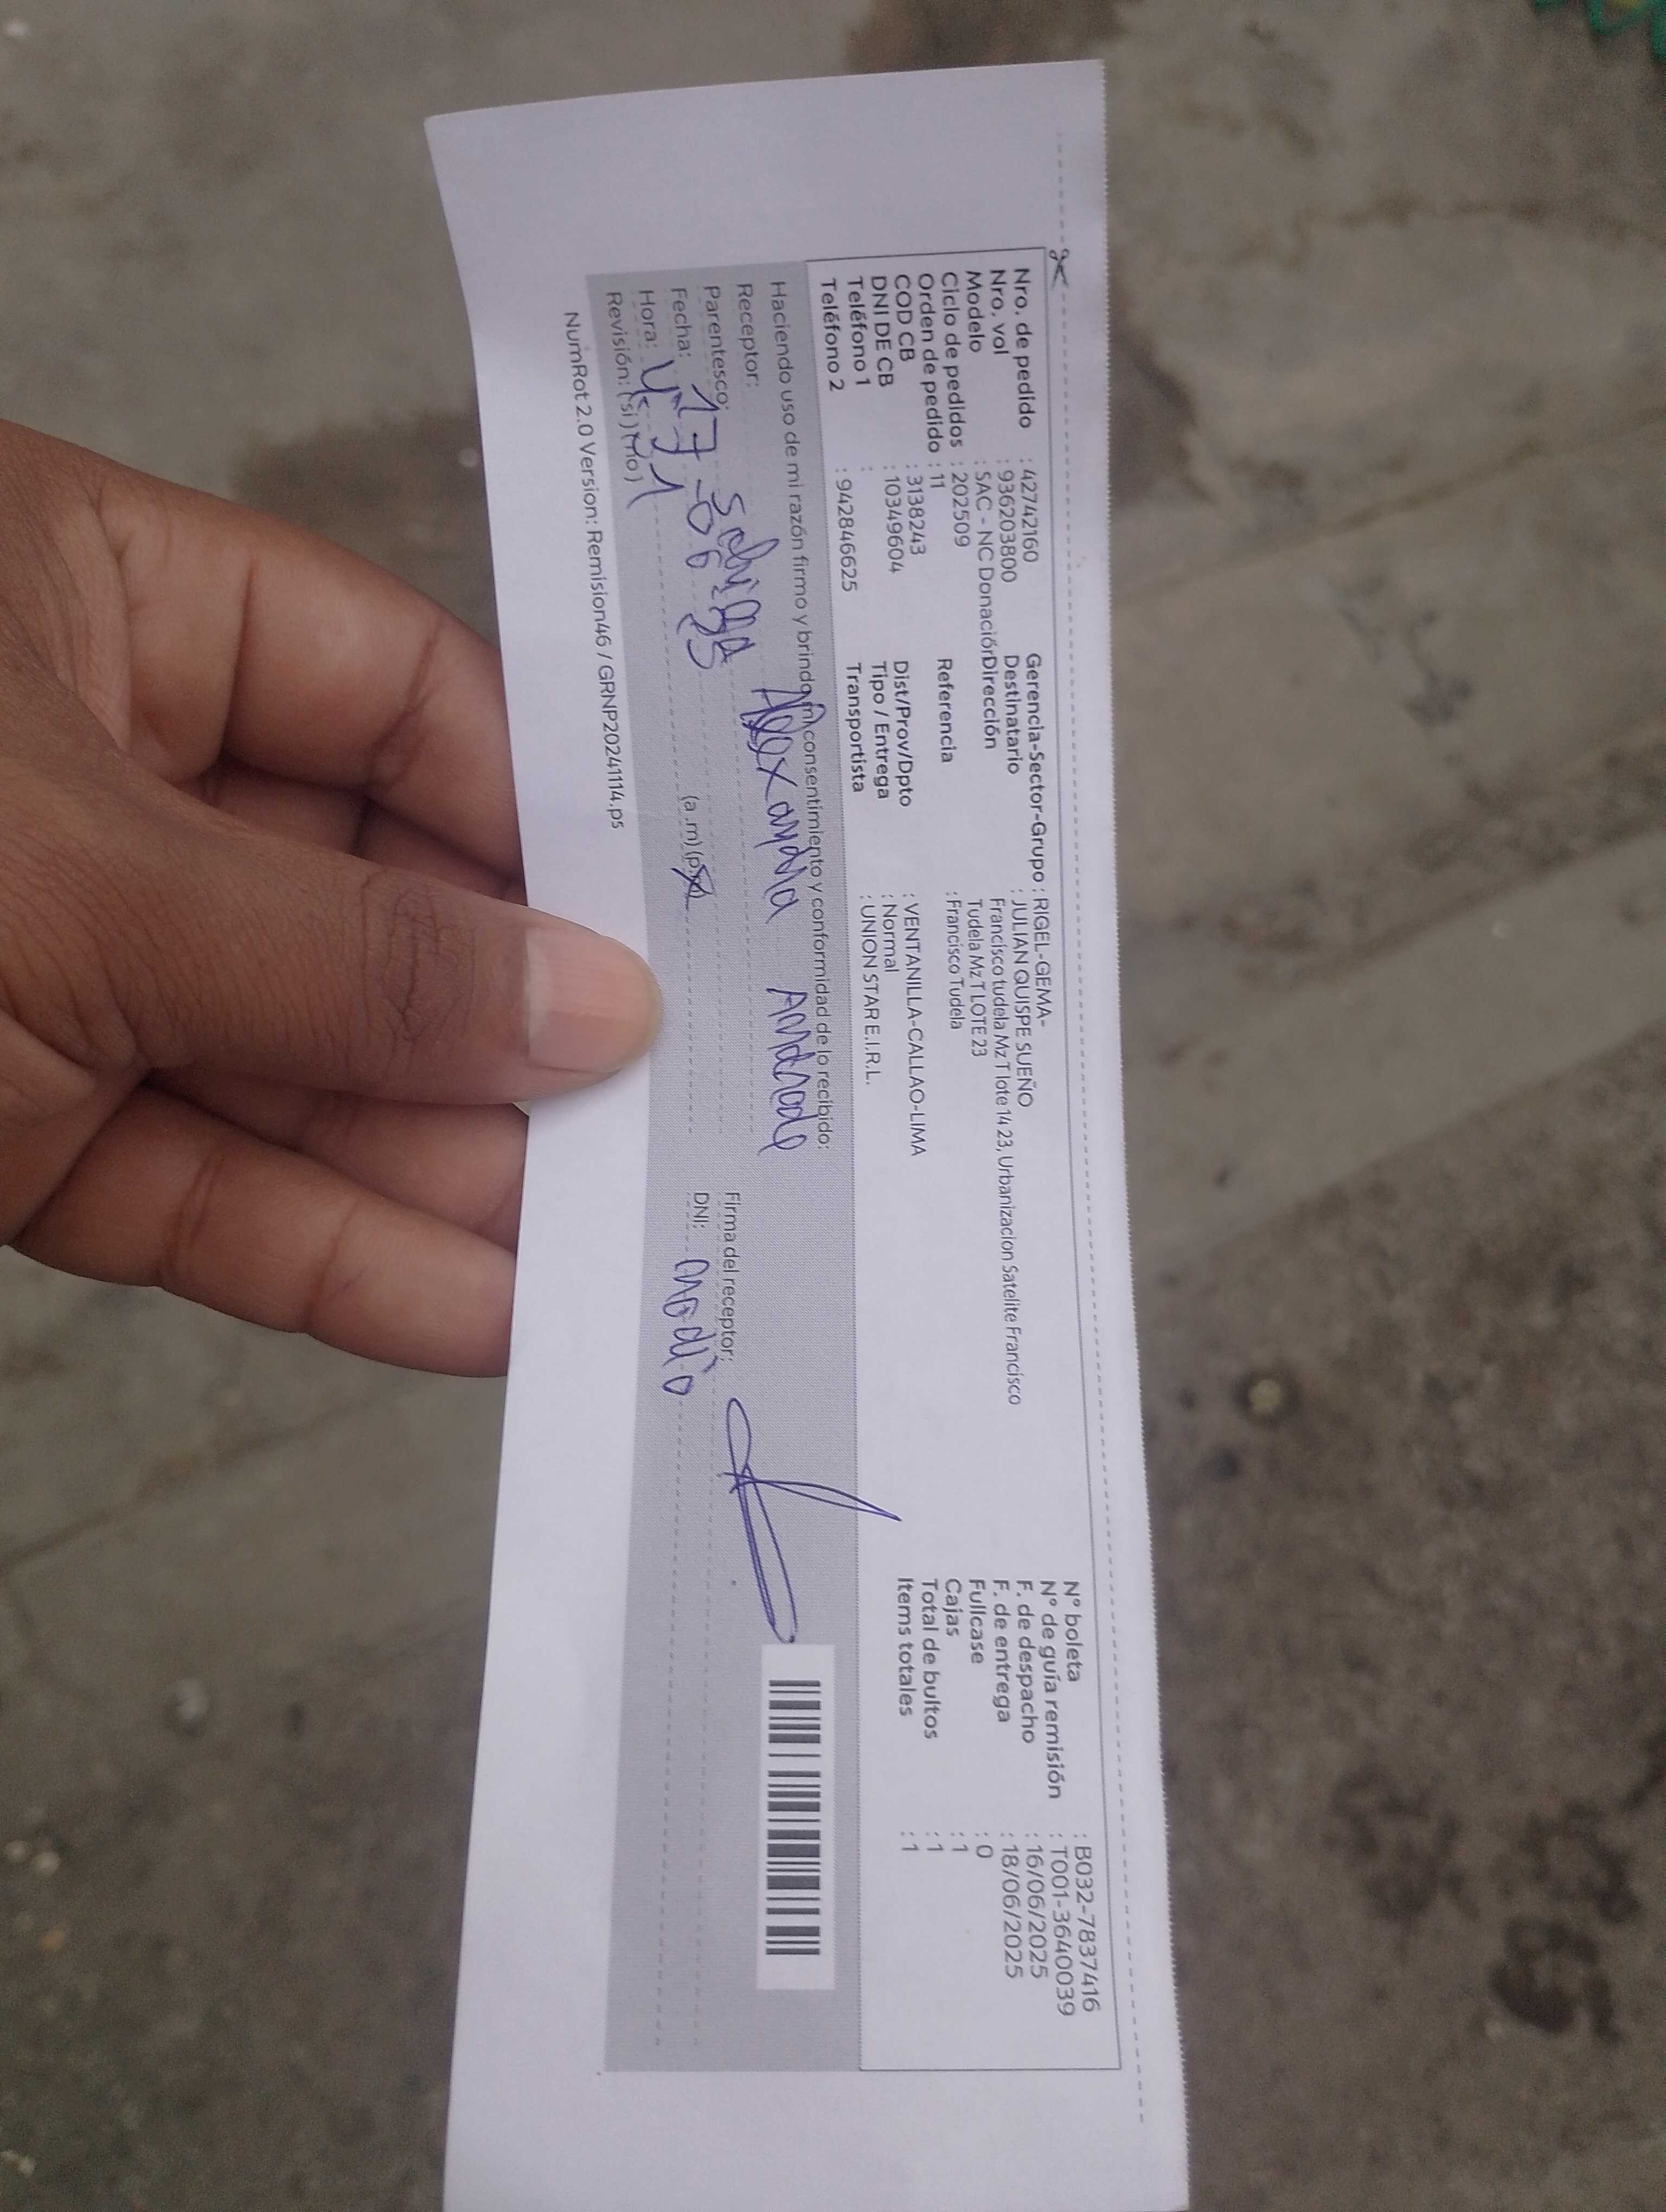 Nro. de pedido : 42742160
Nro. vol : 936203800
Modelo : SAC - NC Donación
Ciclo de pedidos : 202509
Orden de pedido : 11
COD CB : 3138243
DNI DE CB : 10349604
Teléfono 1 :
Teléfono 2 : 942846625
Gerencia-Sector-Grupo : RIGEL-GEMA-
Destinatario : JULIAN QUISPE SUEÑO
Dirección Francisco tudela Mz T lote 14 23, Urbanizacion Satelite Francisco
Tudela Mz T LOTE 23
Referencia : Francisco Tudela
Dist/Prov/Dpto : VENTANILLA-CALLAO-LIMA
Tipo / Entrega : Normal
Transportista : UNION STAR E.I.R.L.
N° boleta : B032-7837416
N° de guía remisión : T001-3640039
F. de despacho : 16/06/2025
F. de entrega : 18/06/2025
Fullcase : 0
Cajas : 1
Total de bultos : 1
Items totales : 1
Haciendo uso de mi razón firmo y brindo mi consentimiento y conformidad de lo recibido:
Receptor: Alexandra Andrade
Parentesco: Sobrina
Fecha: 17-06
Hora: (a.m) (p.m)
Revisión: (si) (no)
Firma del receptor:
DNI:
NumRot 2.0 Version: Remision46 / GRNP20241114.ps